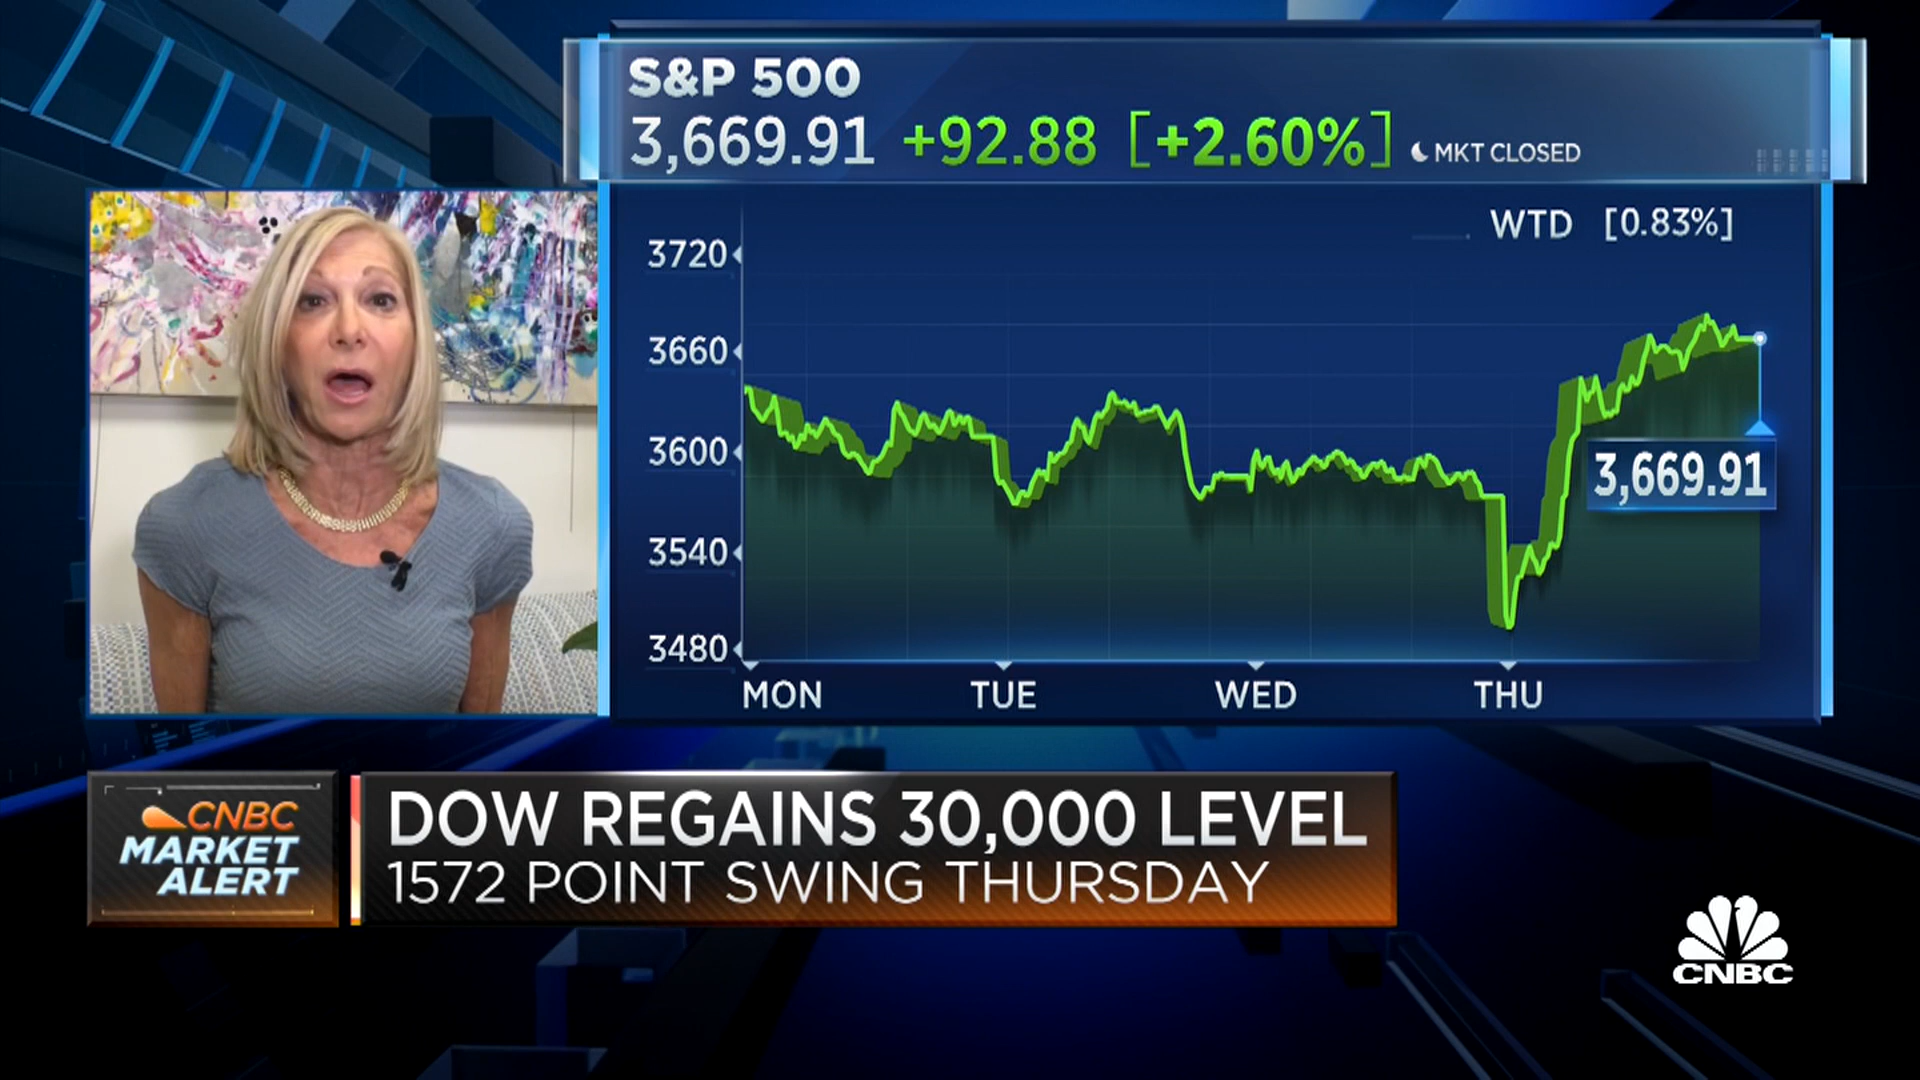 S&P 500
3,669.91 +92.88 [+2.60%] MKT CLOSED
WTD [0.83%]
3720
3660
3600
3540
3480
3,669.91
MON TUE WED THU
CNBC
MARKET
ALERT
DOW REGAINS 30,000 LEVEL
1572 POINT SWING THURSDAY
CNBC